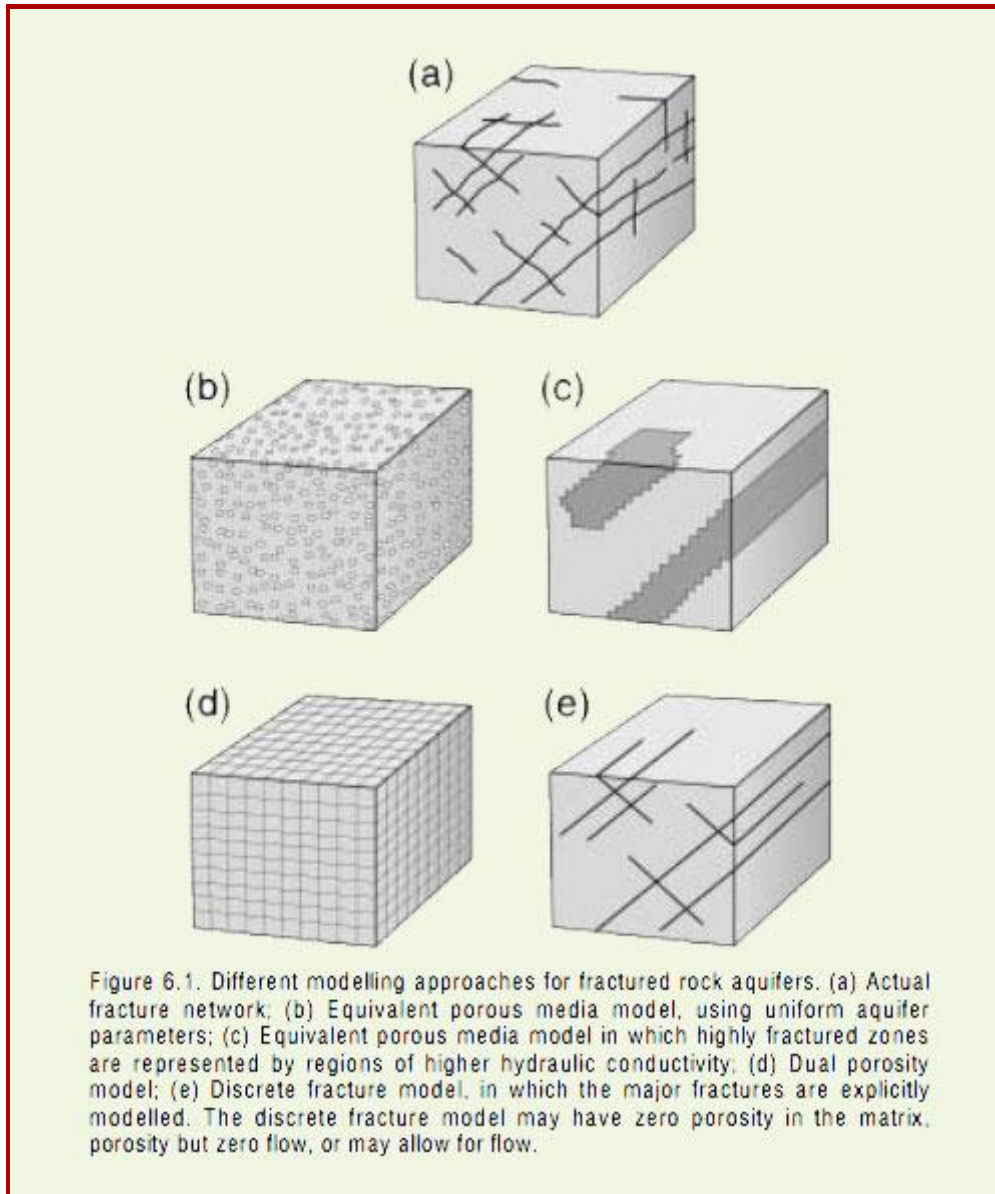 (a)
(b) (c)
(d) (e)
Figure 6.1. Different modelling approaches for fractured rock aquifers. (a) Actual
fracture network; (b) Equivalent porous media model, using uniform aquifer
parameters; (c) Equivalent porous media model in which highly fractured zones
are represented by regions of higher hydraulic conductivity; (d) Dual porosity
model; (e) Discrete fracture model, in which the major fractures are explicitly
modelled. The discrete fracture model may have zero porosity in the matrix,
porosity but zero flow, or may allow for flow.